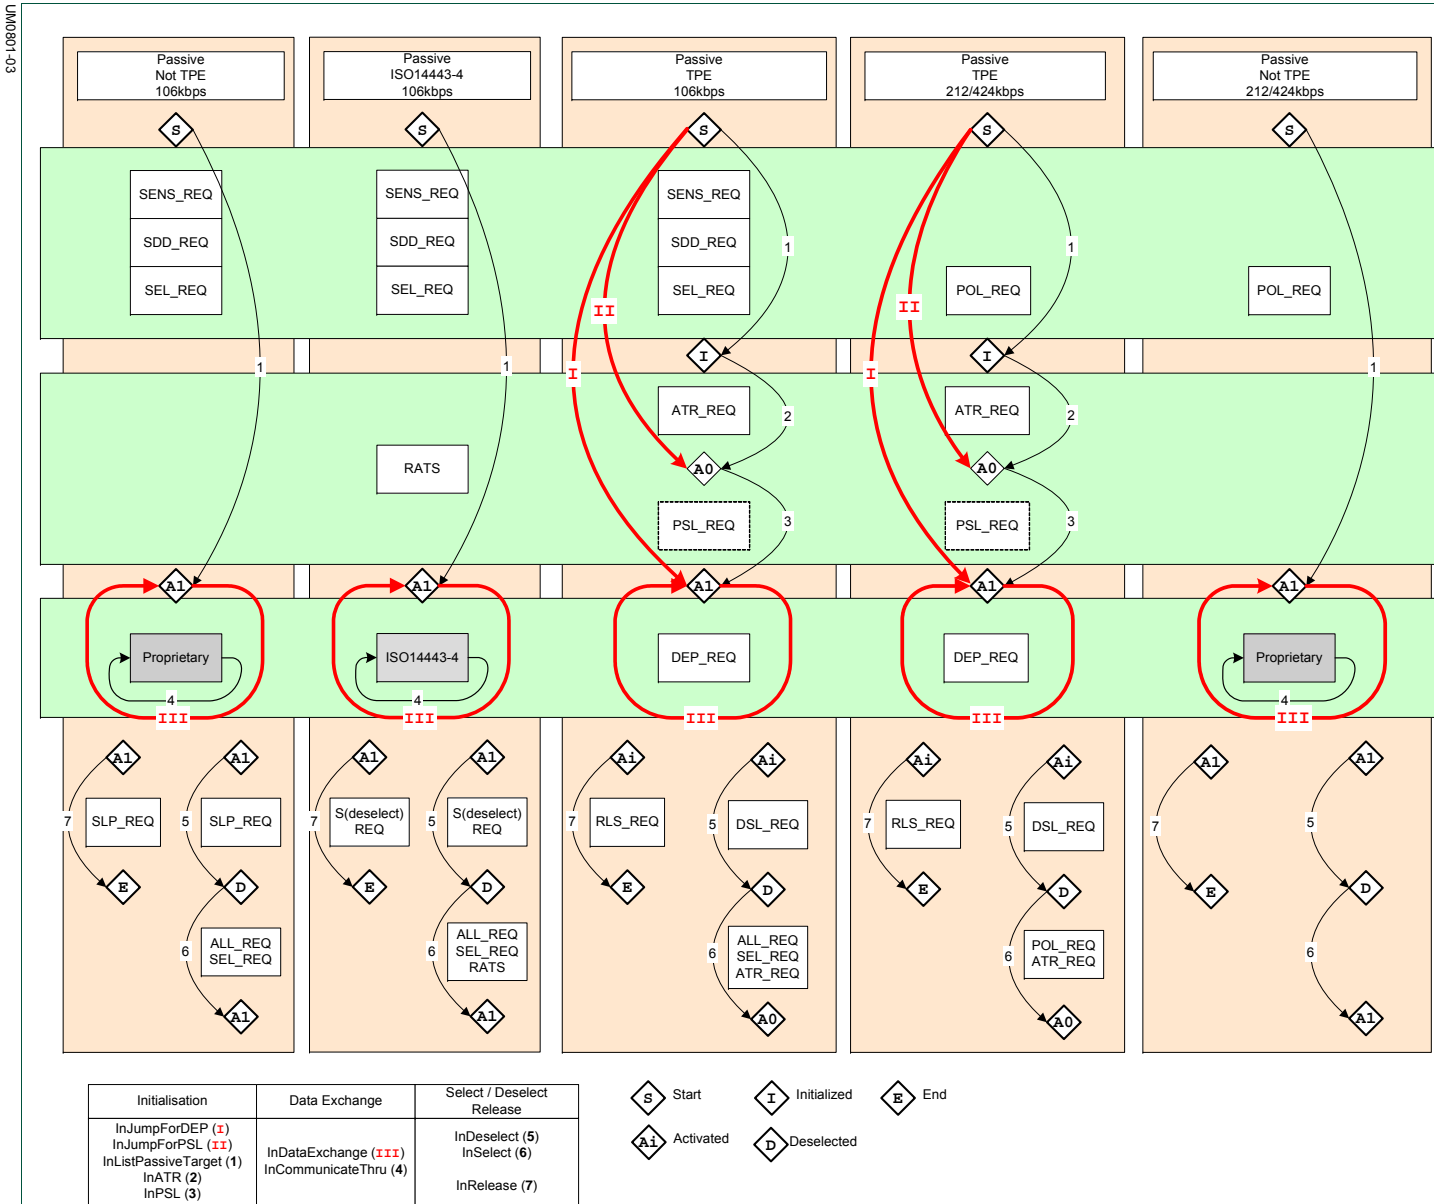 UM0801-03
Passive
Not TPE
106kbps
Passive
ISO14443-4
106kbps
Passive
TPE
106kbps
Passive
TPE
212/424kbps
Passive
Not TPE
212/424kbps
S
S
S
S
S
SENS_REQ
SDD_REQ
SEL_REQ
SENS_REQ
SDD_REQ
SEL_REQ
SENS_REQ
SDD_REQ
SEL_REQ
POL_REQ
POL_REQ
1
1
II
II
I
I
1
1
I
I
1
ATR_REQ
2
ATR_REQ
2
RATS
A0
A0
PSL_REQ
3
PSL_REQ
3
A1
A1
A1
A1
A1
Proprietary
4
III
ISO14443-4
4
III
DEP_REQ
III
DEP_REQ
III
Proprietary
4
III
A1
A1
A1
A1
Ai
Ai
Ai
Ai
A1
A1
7
SLP_REQ
5
SLP_REQ
7
S(deselect)
REQ
5
S(deselect)
REQ
7
RLS_REQ
5
DSL_REQ
7
RLS_REQ
5
DSL_REQ
7
5
E
D
E
D
E
D
E
D
E
D
6
ALL_REQ
SEL_REQ
6
ALL_REQ
SEL_REQ
RATS
6
ALL_REQ
SEL_REQ
ATR_REQ
6
POL_REQ
ATR_REQ
6
A1
A1
A0
A0
A1
Initialisation
Data Exchange
Select / Deselect
Release
InJumpForDEP (I)
InJumpForPSL (II)
InListPassiveTarget (1)
InATR (2)
InPSL (3)
InDataExchange (III)
InCommunicateThru (4)
InDeselect (5)
InSelect (6)
InRelease (7)
S Start
I Initialized
E End
Ai Activated
D Deselected